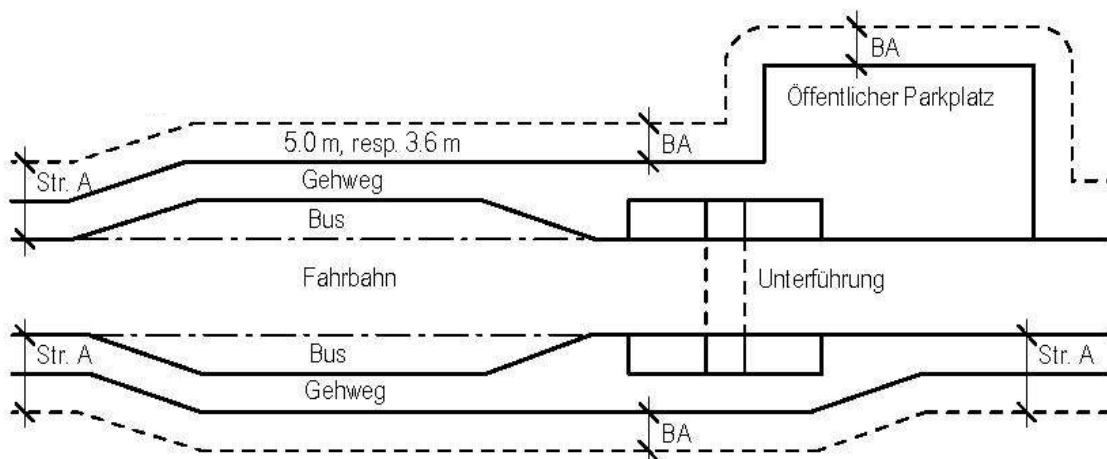 BA
Öffentlicher Parkplatz
5.0 m, resp. 3.6 m
BA
Str. A
Gehweg
Bus
Fahrbahn
Unterführung
Str. A
Bus
Str. A
Gehweg
BA